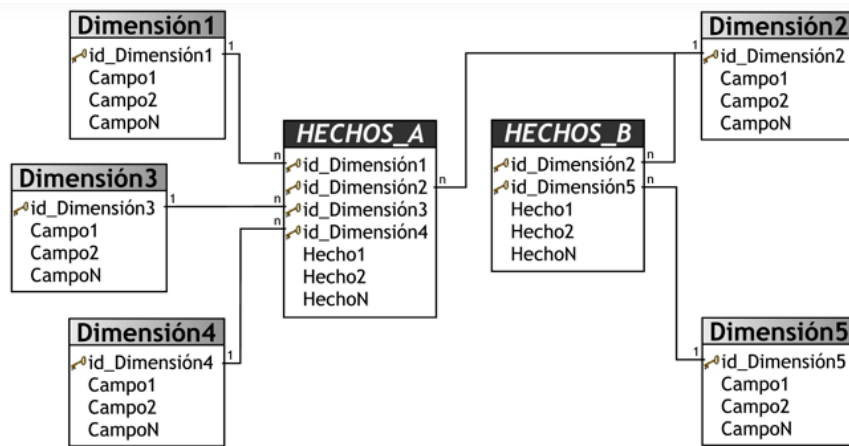 Dimensión1
id_Dimensión1
Campo1
Campo2
CampoN
1
Dimensión3
id_Dimensión3
Campo1
Campo2
CampoN
1
Dimensión4
id_Dimensión4
Campo1
Campo2
CampoN
1
HECHOS_A
id_Dimensión1
id_Dimensión2
id_Dimensión3
id_Dimensión4
Hecho1
Hecho2
HechoN
n
n
n
n
HECHOS_B
id_Dimensión2
id_Dimensión5
Hecho1
Hecho2
HechoN
n
n
Dimensión2
id_Dimensión2
Campo1
Campo2
CampoN
1
Dimensión5
id_Dimensión5
Campo1
Campo2
CampoN
1